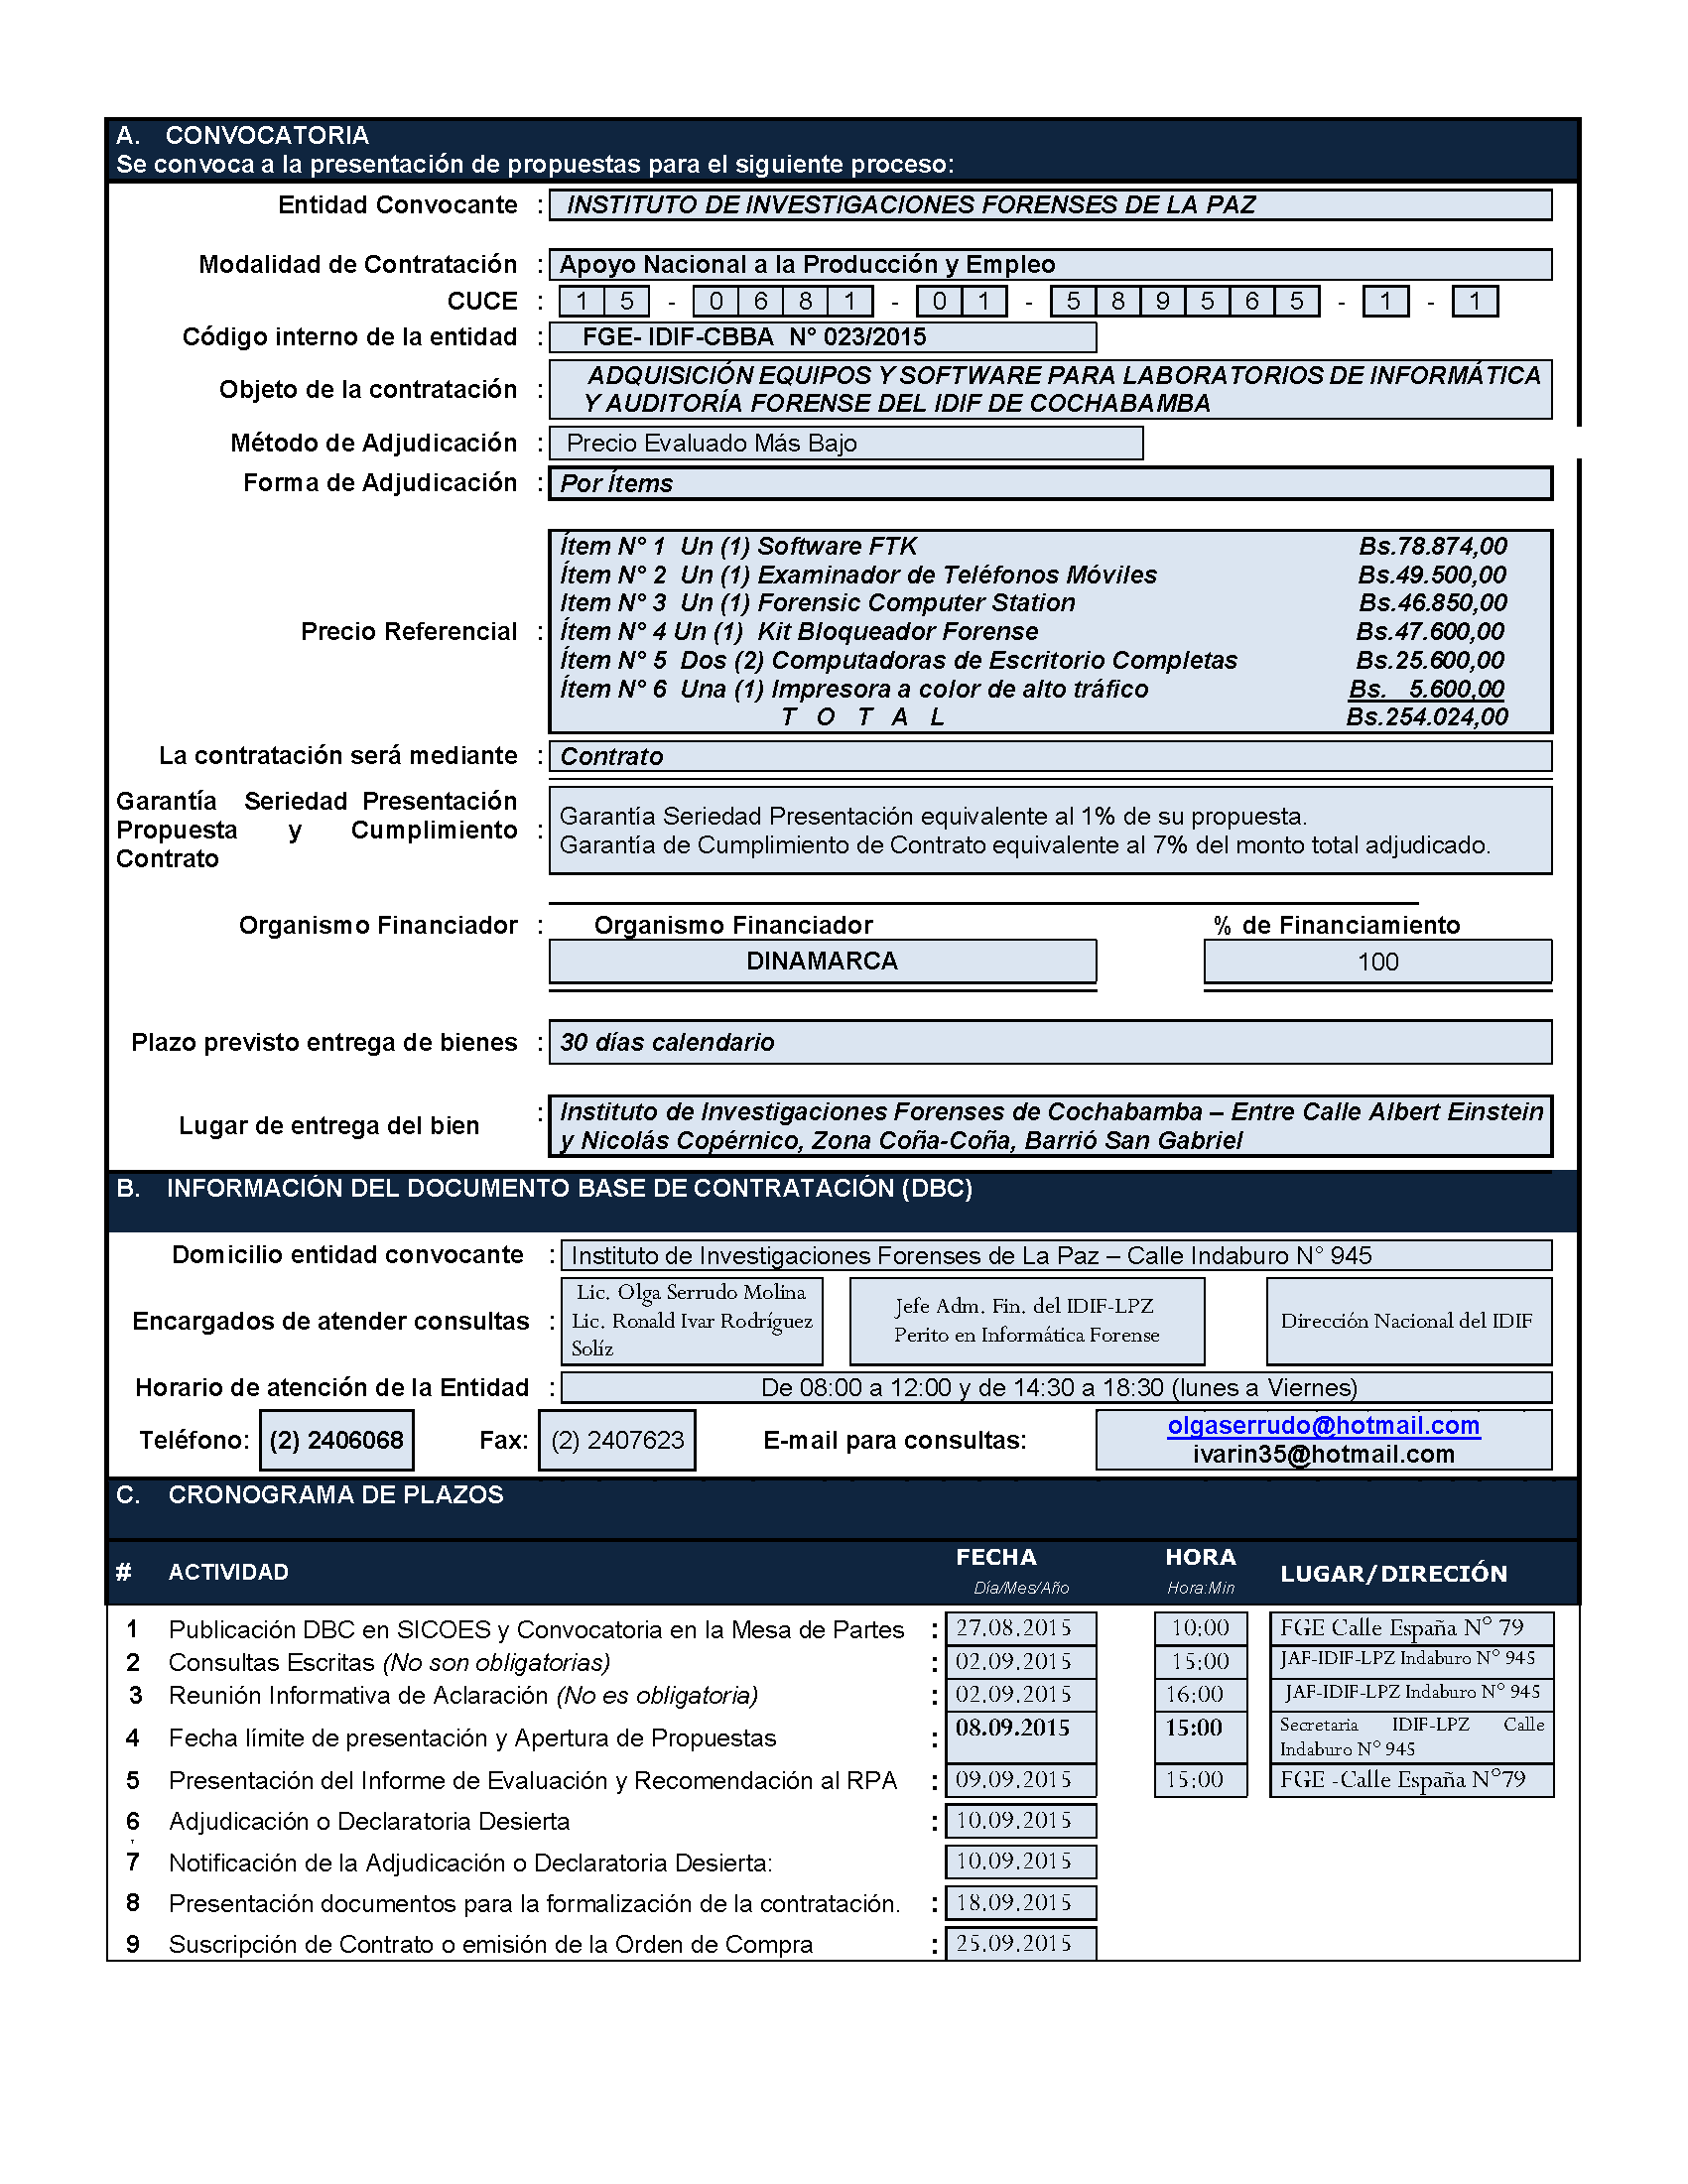 A. CONVOCATORIA
Se convoca a la presentación de propuestas para el siguiente proceso:
Entidad Convocante : INSTITUTO DE INVESTIGACIONES FORENSES DE LA PAZ
Modalidad de Contratación : Apoyo Nacional a la Producción y Empleo
CUCE : 1 5 - 0 6 8 1 - 0 1 - 5 8 9 5 6 5 - 1 - 1
Código interno de la entidad : FGE- IDIF-CBBA N° 023/2015
Objeto de la contratación : ADQUISICIÓN EQUIPOS Y SOFTWARE PARA LABORATORIOS DE INFORMÁTICA
Y AUDITORÍA FORENSE DEL IDIF DE COCHABAMBA
Método de Adjudicación : Precio Evaluado Más Bajo
Forma de Adjudicación : Por Ítems
Precio Referencial :
Ítem N° 1 Un (1) Software FTK Bs.78.874,00
Ítem N° 2 Un (1) Examinador de Teléfonos Móviles Bs.49.500,00
Item N° 3 Un (1) Forensic Computer Station Bs.46.850,00
Ítem N° 4 Un (1) Kit Bloqueador Forense Bs.47.600,00
Ítem N° 5 Dos (2) Computadoras de Escritorio Completas Bs.25.600,00
Ítem N° 6 Una (1) Impresora a color de alto tráfico Bs. 5.600,00
T O T A L Bs.254.024,00
La contratación será mediante : Contrato
Garantía Seriedad Presentación
Propuesta y Cumplimiento :
Contrato
Garantía Seriedad Presentación equivalente al 1% de su propuesta.
Garantía de Cumplimiento de Contrato equivalente al 7% del monto total adjudicado.
Organismo Financiador : Organismo Financiador % de Financiamiento
DINAMARCA 100
Plazo previsto entrega de bienes : 30 días calendario
Lugar de entrega del bien : Instituto de Investigaciones Forenses de Cochabamba – Entre Calle Albert Einstein
y Nicolás Copérnico, Zona Coña-Coña, Barrió San Gabriel
B. INFORMACIÓN DEL DOCUMENTO BASE DE CONTRATACIÓN (DBC)
Domicilio entidad convocante : Instituto de Investigaciones Forenses de La Paz – Calle Indaburo N° 945
Encargados de atender consultas :
Lic. Olga Serrudo Molina
Lic. Ronald Ivar Rodríguez
Solíz
Jefe Adm. Fin. del IDIF-LPZ
Perito en Informática Forense
Dirección Nacional del IDIF
Horario de atención de la Entidad : De 08:00 a 12:00 y de 14:30 a 18:30 (lunes a Viernes)
Teléfono: (2) 2406068 Fax: (2) 2407623 E-mail para consultas: olgaserrudo@hotmail.com
ivarin35@hotmail.com
C. CRONOGRAMA DE PLAZOS
# ACTIVIDAD FECHA HORA LUGAR/DIRECIÓN
Día/Mes/Año Hora:Min
1 Publicación DBC en SICOES y Convocatoria en la Mesa de Partes : 27.08.2015 10:00 FGE Calle España N° 79
2 Consultas Escritas (No son obligatorias) : 02.09.2015 15:00 JAF-IDIF-LPZ Indaburo N° 945
3 Reunión Informativa de Aclaración (No es obligatoria) : 02.09.2015 16:00 JAF-IDIF-LPZ Indaburo N° 945
4 Fecha límite de presentación y Apertura de Propuestas : 08.09.2015 15:00 Secretaria IDIF-LPZ Calle
Indaburo N° 945
5 Presentación del Informe de Evaluación y Recomendación al RPA : 09.09.2015 15:00 FGE -Calle España N°79
6 Adjudicación o Declaratoria Desierta : 10.09.2015
7 Notificación de la Adjudicación o Declaratoria Desierta: 10.09.2015
8 Presentación documentos para la formalización de la contratación. : 18.09.2015
9 Suscripción de Contrato o emisión de la Orden de Compra : 25.09.2015